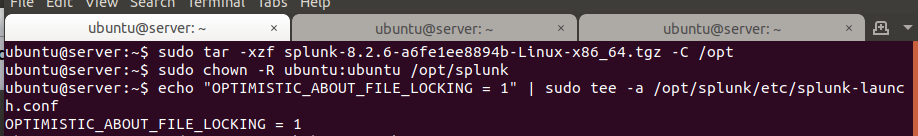 File Edit View Search Terminal Tabs Help
ubuntu@server: ~ ubuntu@server: ~ ubuntu@server: ~
ubuntu@server:~$ sudo tar -xzf splunk-8.2.6-a6fe1ee8894b-Linux-x86_64.tgz -C /opt
ubuntu@server:~$ sudo chown -R ubuntu:ubuntu /opt/splunk
ubuntu@server:~$ echo "OPTIMISTIC_ABOUT_FILE_LOCKING = 1" | sudo tee -a /opt/splunk/etc/splunk-launc
h.conf
OPTIMISTIC_ABOUT_FILE_LOCKING = 1